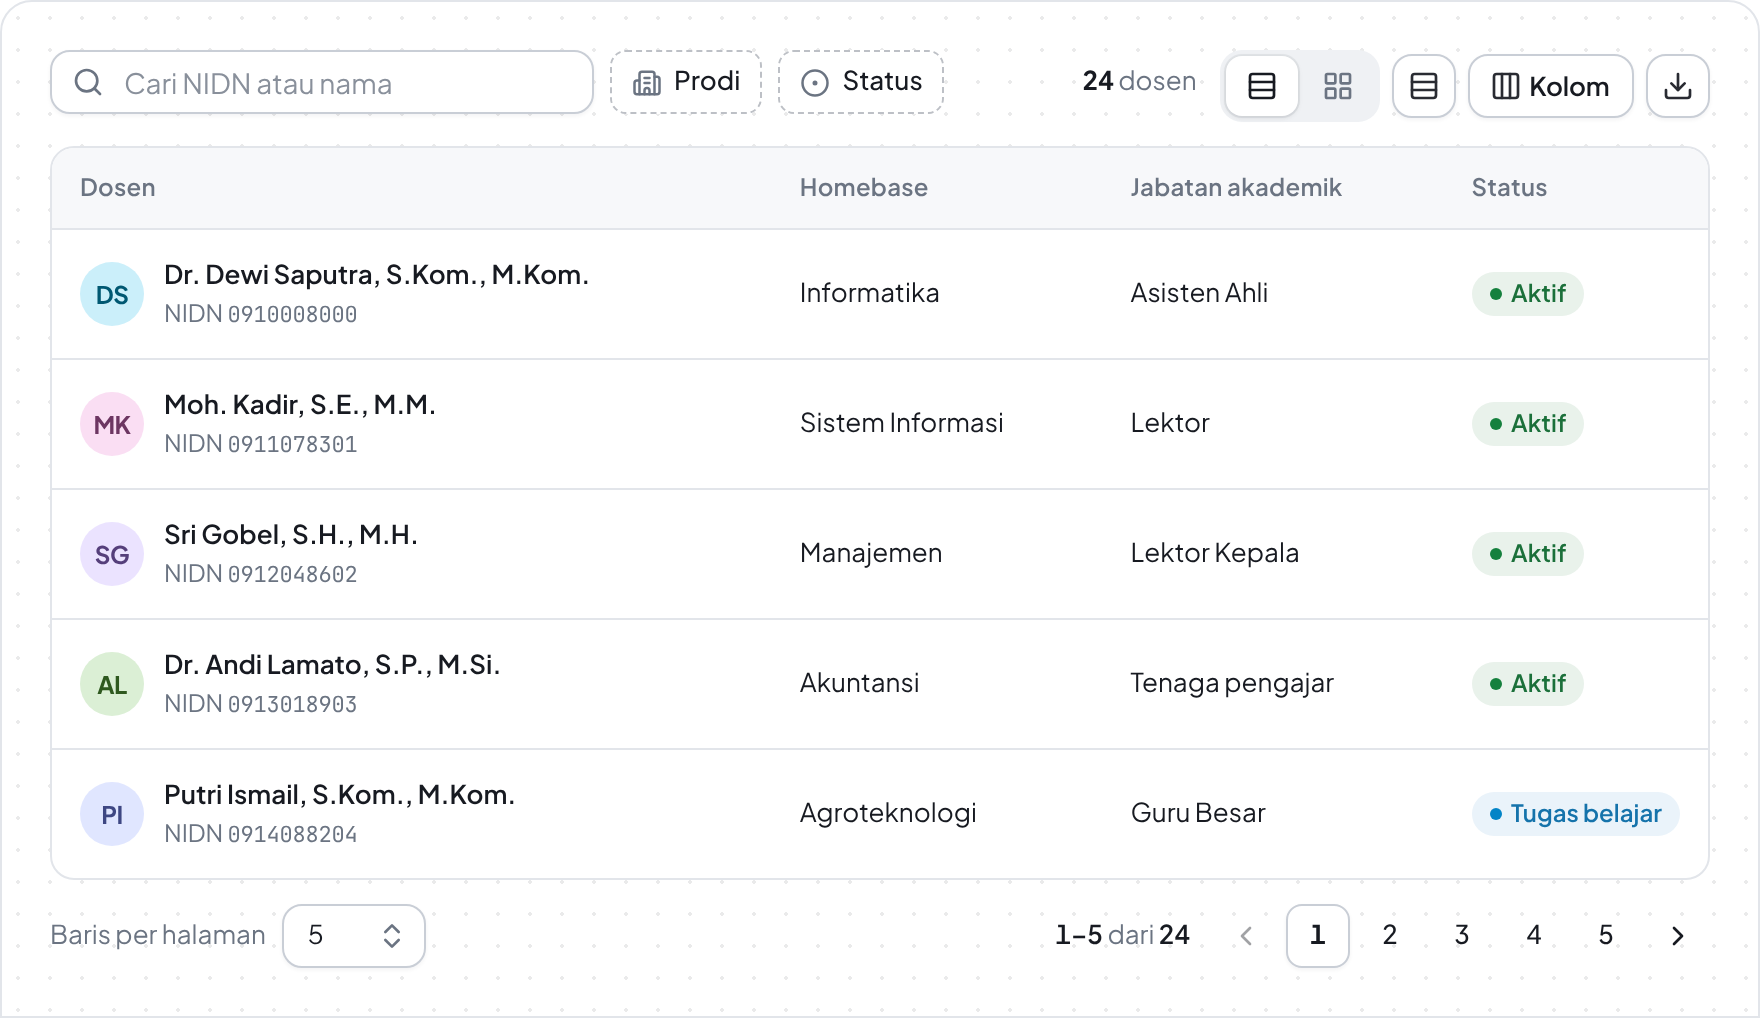 Cari NIDN atau nama
Prodi
Status
24 dosen
Kolom
Dosen Homebase Jabatan akademik Status
DS Dr. Dewi Saputra, S.Kom., M.Kom. Informatika Asisten Ahli Aktif
NIDN 0910008000
MK Moh. Kadir, S.E., M.M. Sistem Informasi Lektor Aktif
NIDN 0911078301
SG Sri Gobel, S.H., M.H. Manajemen Lektor Kepala Aktif
NIDN 0912048602
AL Dr. Andi Lamato, S.P., M.Si. Akuntansi Tenaga pengajar Aktif
NIDN 0913018903
PI Putri Ismail, S.Kom., M.Kom. Agroteknologi Guru Besar Tugas belajar
NIDN 0914088204
Baris per halaman 5 1–5 dari 24 1 2 3 4 5